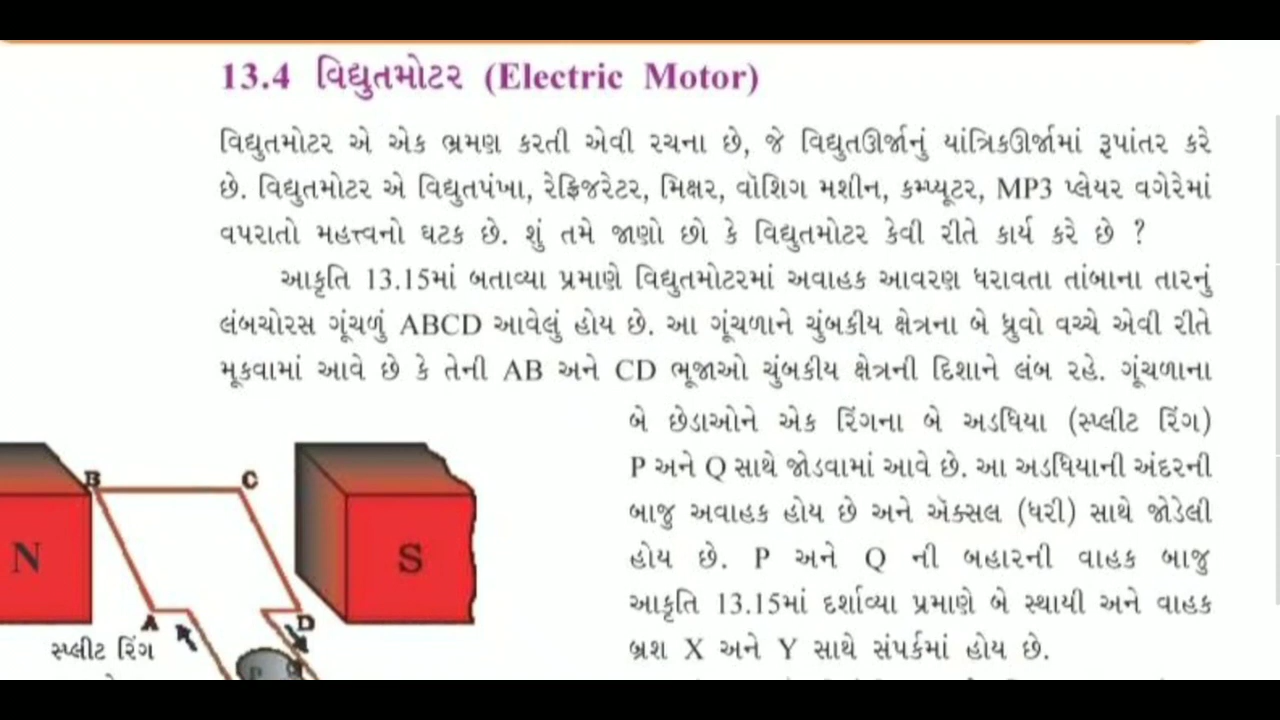 13.4 વિદ્યુતમોટર (Electric Motor)
વિદ્યુતમોટર એ એક ભ્રમણ કરતી એવી રચના છે, જે વિદ્યુતઊર્જાનું યાંત્રિકઊર્જામાં રૂપાંતર કરે
છે. વિદ્યુતમોટર એ વિદ્યુતપંખા, રેફ્રિજરેટર, મિક્ષર, વૉશિંગ મશીન, કમ્પ્યૂટર, MP3 પ્લેયર વગેરેમાં
વપરાતો મહત્ત્વનો ઘટક છે. શું તમે જાણો છો કે વિદ્યુતમોટર કેવી રીતે કાર્ય કરે છે ?
આકૃતિ 13.15માં બતાવ્યા પ્રમાણે વિદ્યુતમોટરમાં અવાહક આવરણ ધરાવતા તાંબાના તારનું
લંબચોરસ ગૂંચળું ABCD આવેલું હોય છે. આ ગૂંચળાને ચુંબકીય ક્ષેત્રના બે ધ્રુવો વચ્ચે એવી રીતે
મૂકવામાં આવે છે કે તેની AB અને CD ભૂજાઓ ચુંબકીય ક્ષેત્રની દિશાને લંબ રહે. ગૂંચળાના
બે છેડાઓને એક રિંગના બે અડધિયા (સ્પ્લીટ રિંગ)
P અને Q સાથે જોડવામાં આવે છે. આ અડધિયાની અંદરની
બાજુ અવાહક હોય છે અને ઍક્સલ (ધરી) સાથે જોડેલી
હોય છે. P અને Q ની બહારની વાહક બાજુ
આકૃતિ 13.15માં દર્શાવ્યા પ્રમાણે બે સ્થાયી અને વાહક
બ્રશ X અને Y સાથે સંપર્કમાં હોય છે.
B
C
N
S
A
D
સ્પ્લીટ રિંગ
P